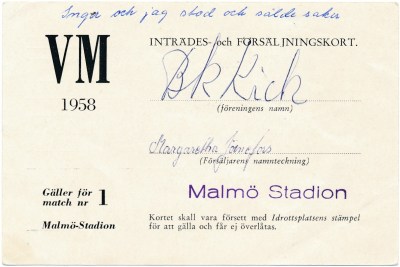 Inger och jag stod och sålde saker
VM
1958
INTRÄDES- och FÖRSÄLJNINGSKORT.
BK Kick
(föreningens namn)
Margaretha
(Försäljarens namnteckning)
Gäller för
match nr 1
Malmö-Stadion
Malmö Stadion
Kortet skall vara försett med Idrottsplatsens stämpel
för att gälla och får ej överlåtas.